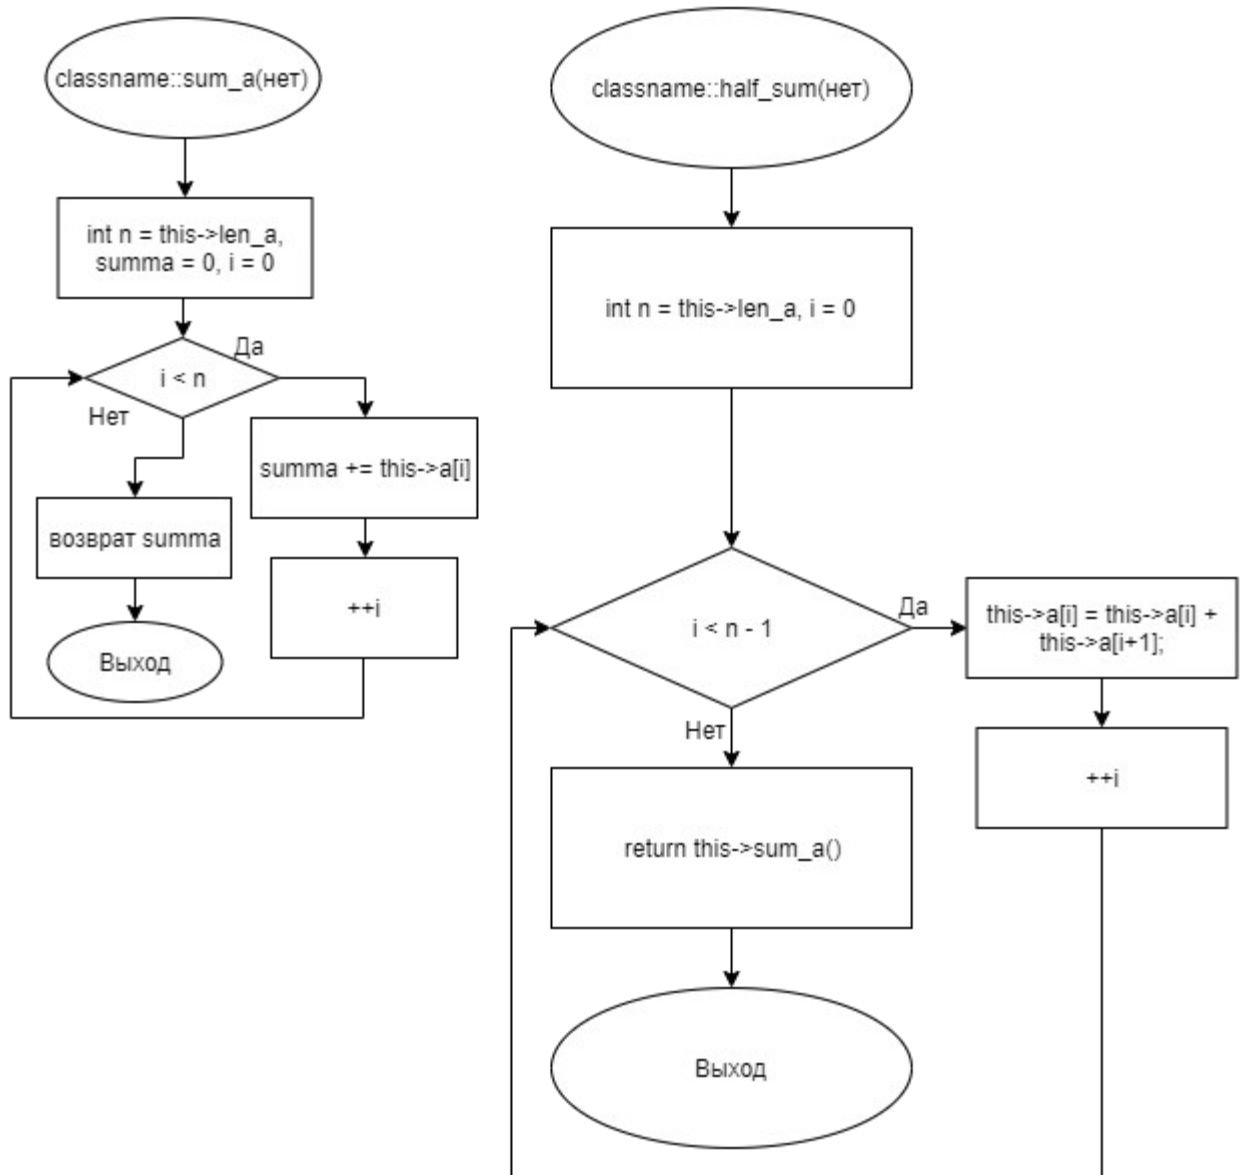 classname::sum_a(нет)
int n = this->len_a,
summa = 0, i = 0
Да
i < n
Нет
summa += this->a[i]
возврат summa
++i
Выход
classname::half_sum(нет)
int n = this->len_a, i = 0
Да
i < n - 1
this->a[i] = this->a[i] +
this->a[i+1];
Нет
++i
return this->sum_a()
Выход